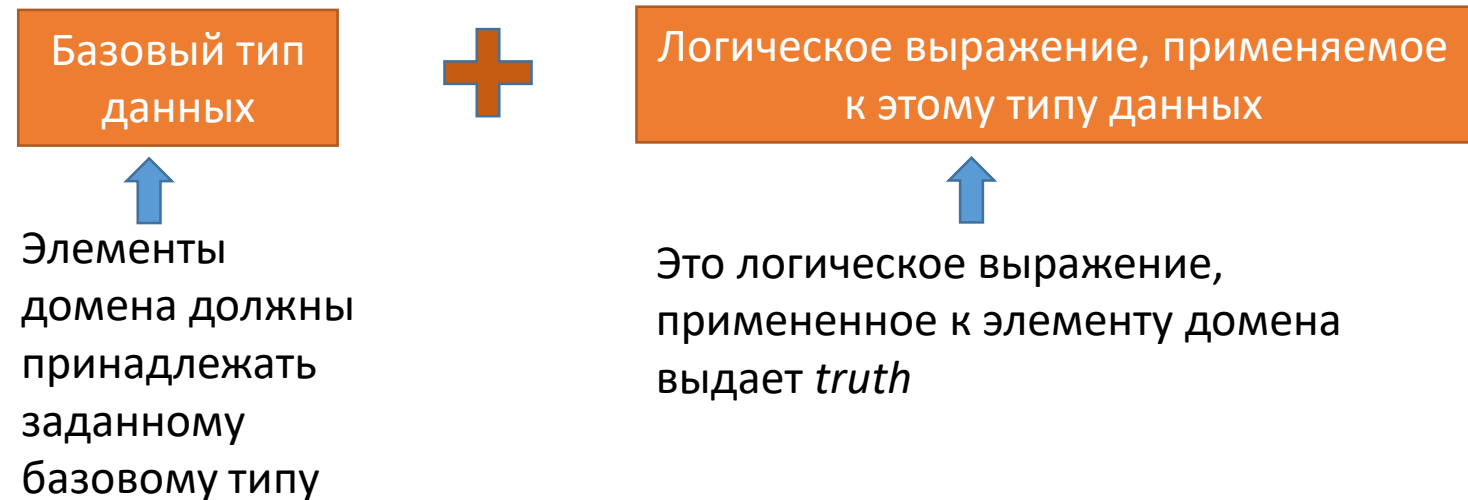 Базовый тип
данных
Логическое выражение, применяемое
к этому типу данных
Элементы
домена должны
принадлежать
заданному
базовому типу
Это логическое выражение,
примененное к элементу домена
выдает truth